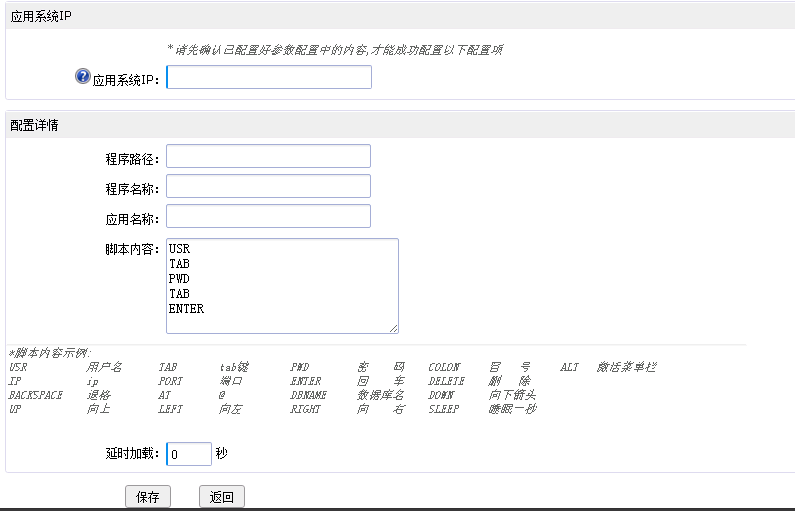 应用系统IP
*请先确认已配置好参数配置中的内容,才能成功配置以下配置项
应用系统IP：
配置详情
程序路径：
程序名称：
应用名称：
脚本内容：
USR
TAB
PWD
TAB
ENTER
*脚本内容示例:
USR 用户名 TAB tab键 PWD 密 码 COLON 冒 号 ALT 激活菜单栏
IP ip PORT 端口 ENTER 回 车 DELETE 删 除
BACKSPACE 退格 AT @ DBNAME 数据库名 DOWN 向下箭头
UP 向上 LEFT 向左 RIGHT 向 右 SLEEP 睡眠一秒
延时加载： 0 秒
保存 返回